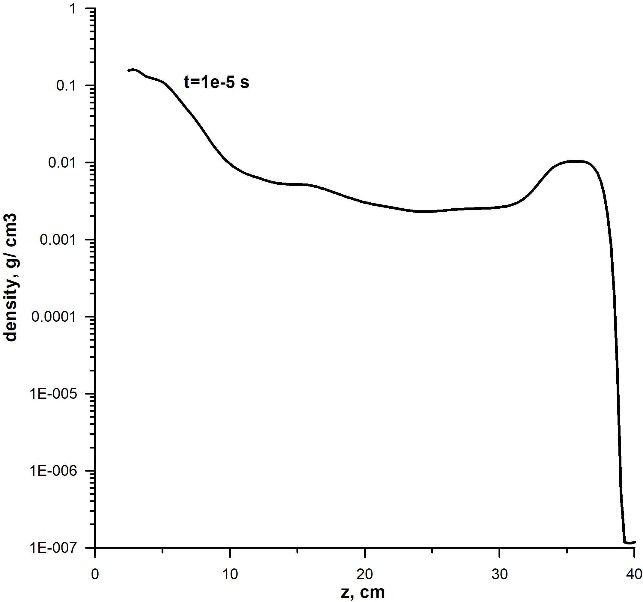 1
0.1
t=1e-5 s
0.01
0.001
0.0001
1E-005
1E-006
1E-007
density, g/ cm3
0 10 20 30 40
z, cm